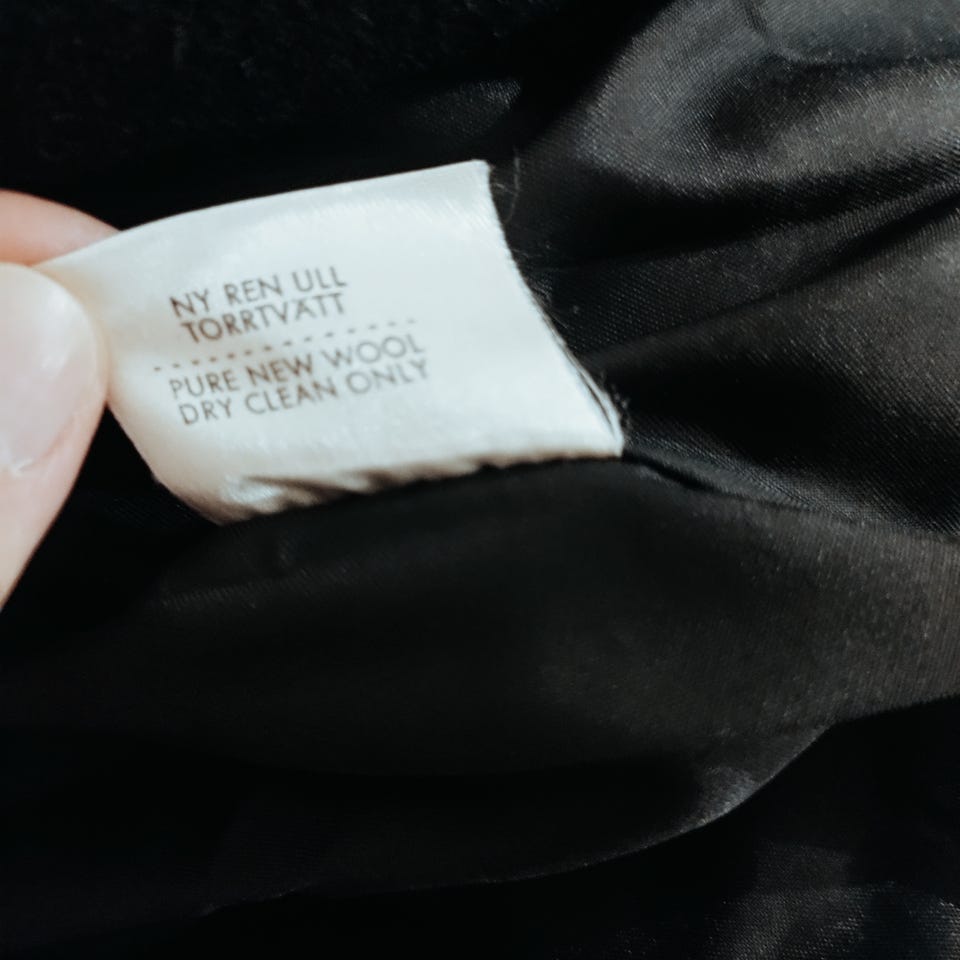 NY REN ULL
TORRTVÄTT
PURE NEW WOOL
DRY CLEAN ONLY